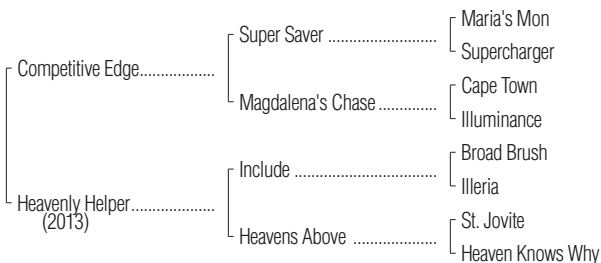 Maria's Mon
Super Saver ...........................
Supercharger
Competitive Edge...................
Cape Town
Magdalena's Chase ...............
Illuminance
Broad Brush
Include ....................................
Illeria
Heavenly Helper.....................
(2013)
St. Jovite
Heavens Above .....................
Heaven Knows Why